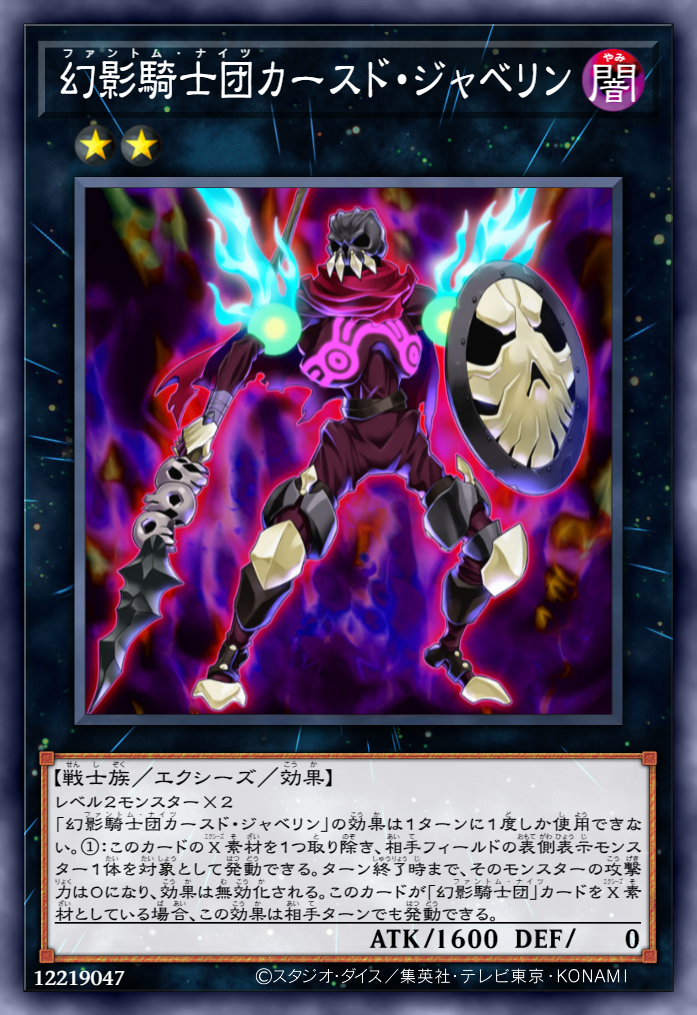 ファントム・ナイツ
幻影騎士団カースド・ジャベリン
やみ
闇
【戦士族／エクシーズ／効果】
レベル2モンスター×2
「幻影騎士団カースド・ジャベリン」の効果は1ターンに1度しか使用できな
い。①：このカードのX素材を1つ取り除き、相手フィールドの表側表示モンス
ター1体を対象として発動できる。ターン終了時まで、そのモンスターの攻撃
力は0になり、効果は無効化される。このカードが「幻影騎士団」カードをX素
材としている場合、この効果は相手ターンでも発動できる。
ATK/1600 DEF/ 0
12219047 ©スタジオ・ダイス／集英社・テレビ東京・KONAMI